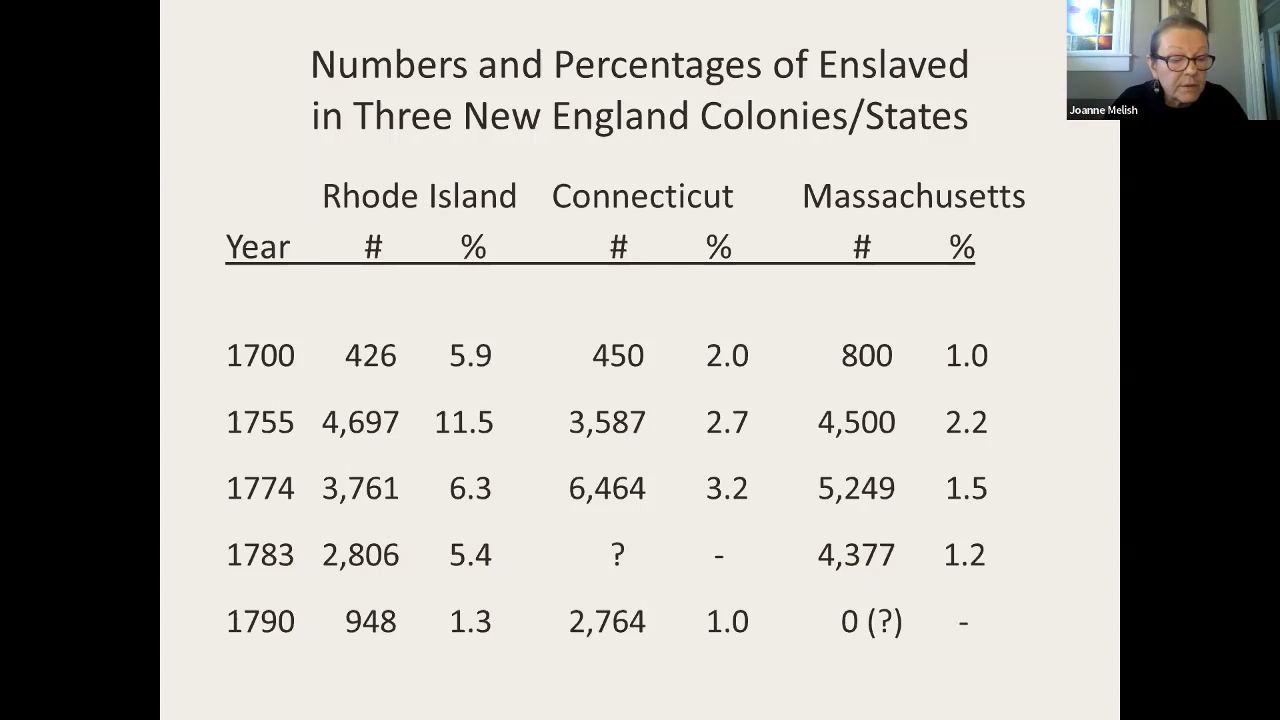 Numbers and Percentages of Enslaved
in Three New England Colonies/States
Joanne Melish
Rhode Island Connecticut Massachusetts
Year # % # % # %
1700 426 5.9 450 2.0 800 1.0
1755 4,697 11.5 3,587 2.7 4,500 2.2
1774 3,761 6.3 6,464 3.2 5,249 1.5
1783 2,806 5.4 ? - 4,377 1.2
1790 948 1.3 2,764 1.0 0 (?) -